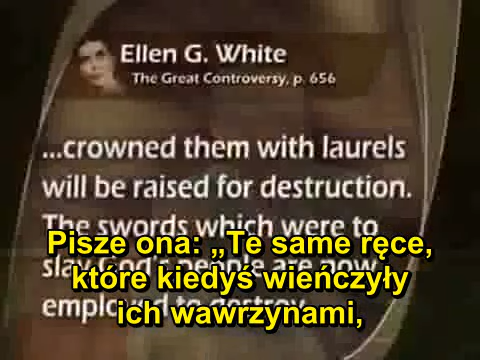 Ellen G. White
The Great Controversy, p. 656
...crowned them with laurels
will be raised for destruction.
The swords which were to
slay God's people are now
employed to destroy
Pisze ona: „Te same ręce,
które kiedyś wieńczyły
ich wawrzynami,